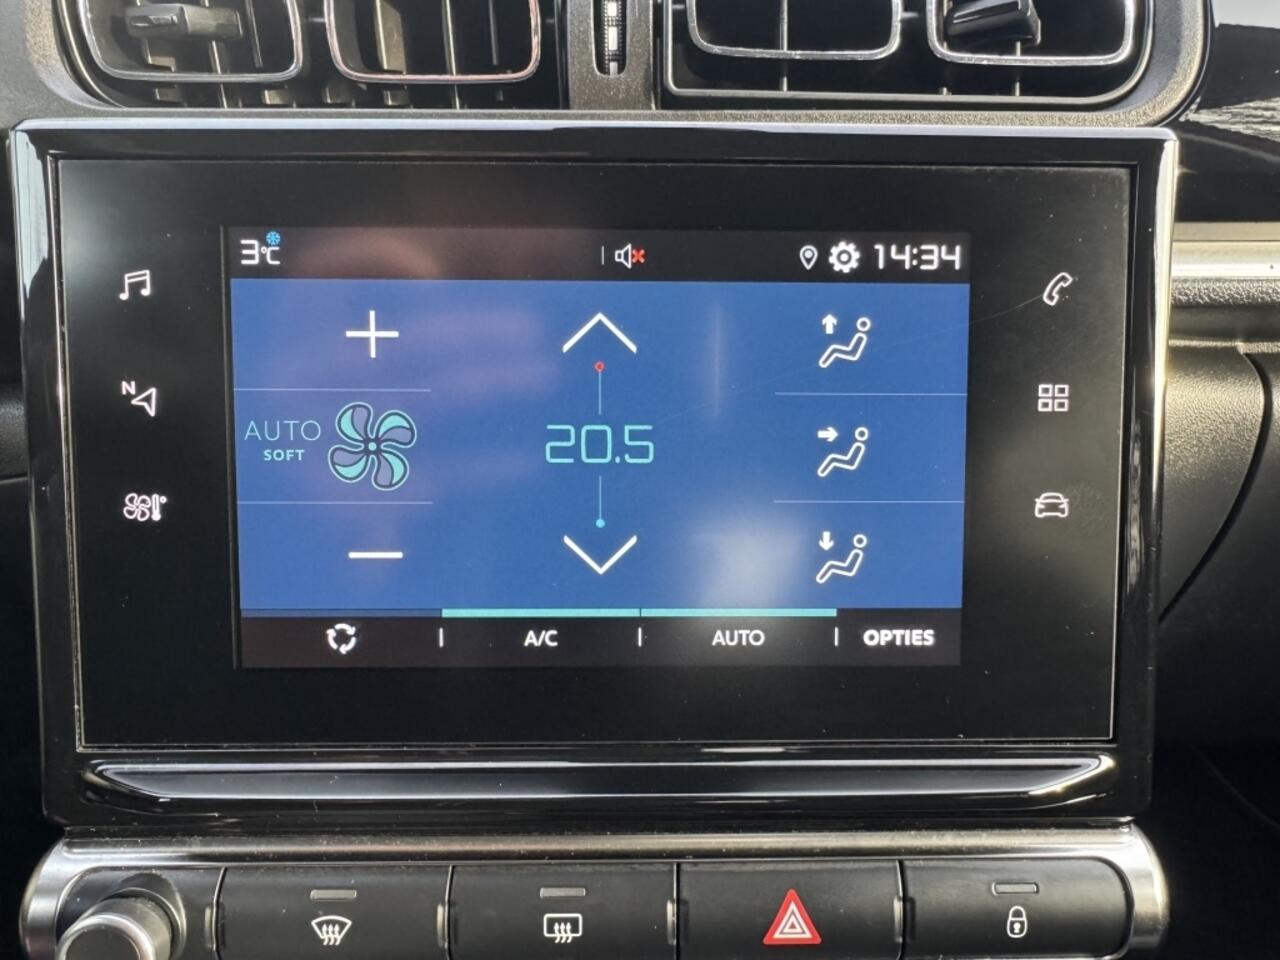 3°C
14:34
N
AUTO
SOFT
20.5
A/C
AUTO
OPTIES